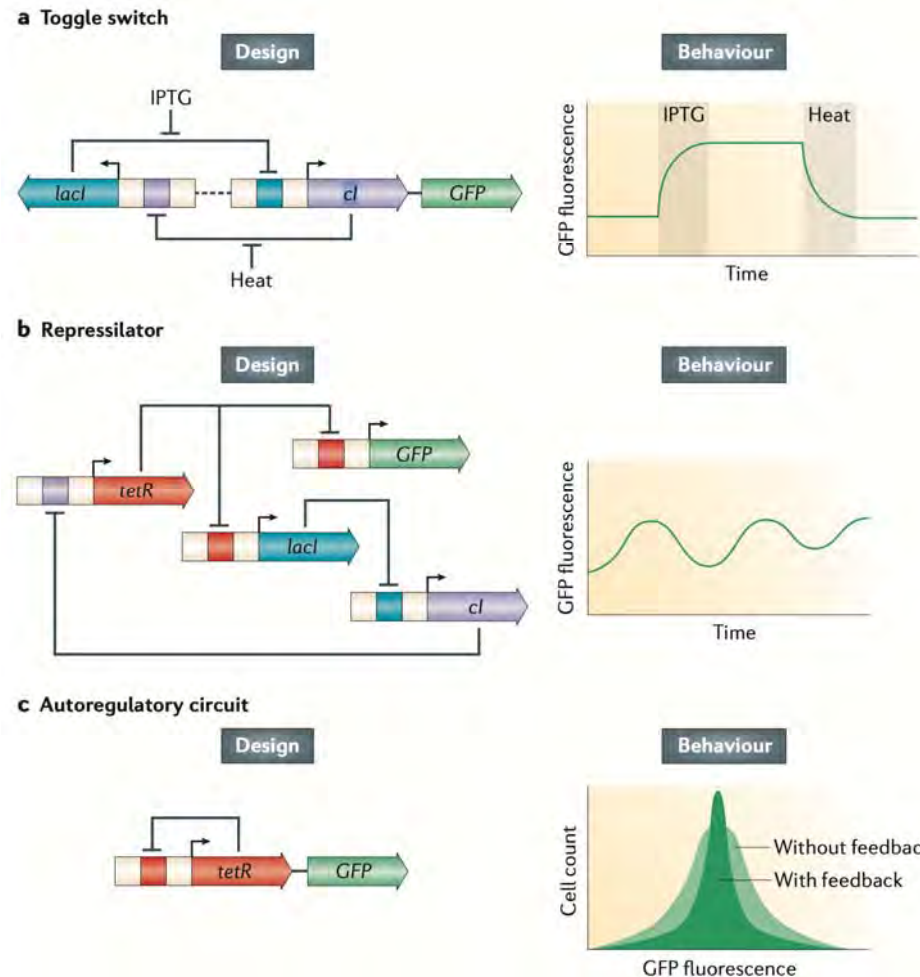 a Toggle switch
Design
Behaviour
IPTG
lacI
cI
GFP
Heat
GFP fluorescence
IPTG
Heat
Time
b Repressilator
Design
Behaviour
GFP
tetR
lacI
cI
GFP fluorescence
Time
c Autoregulatory circuit
Design
Behaviour
tetR
GFP
Cell count
Without feedbac
With feedback
GFP fluorescence